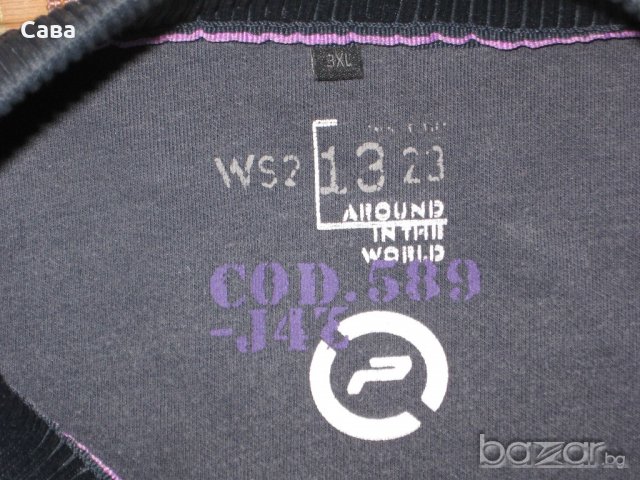 Сава
3XL
WS2 13 23
AROUND
IN THE
WORLD
COD.589
-J47
P
bazar.bg